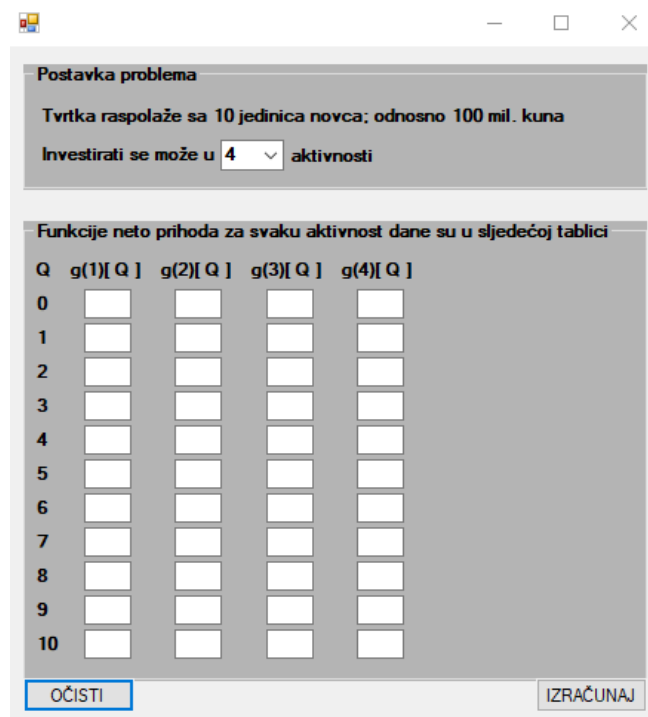 Postavka problema
Tvrtka raspolaže sa 10 jedinica novca; odnosno 100 mil. kuna
Investirati se može u 4 aktivnosti
Funkcije neto prihoda za svaku aktivnost dane su u sljedećoj tablici
Q g(1)[ Q ] g(2)[ Q ] g(3)[ Q ] g(4)[ Q ]
0
1
2
3
4
5
6
7
8
9
10
OČISTI IZRAČUNAJ